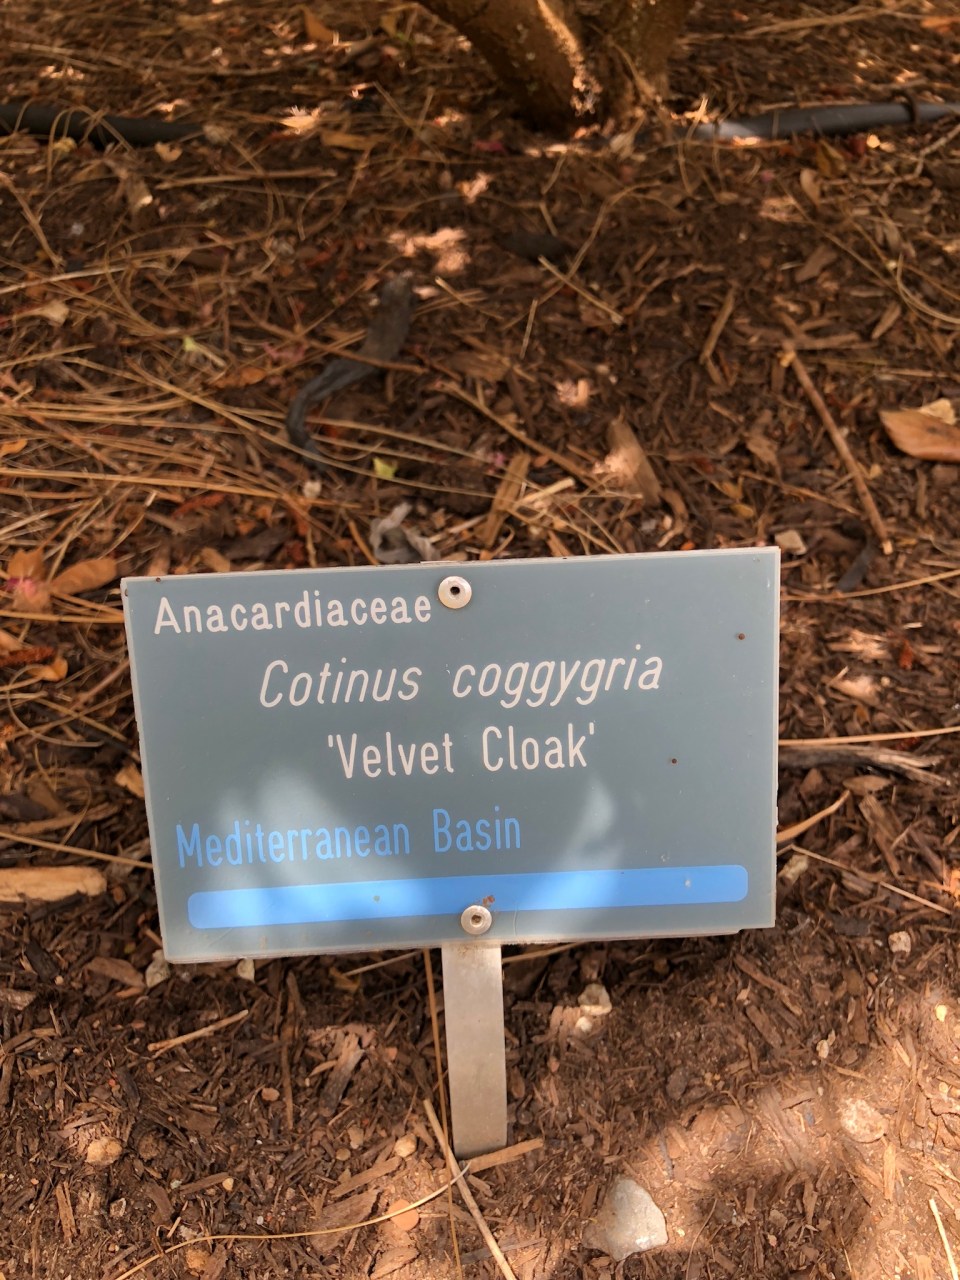 Anacardiaceae
Cotinus coggygria
'Velvet Cloak'
Mediterranean Basin